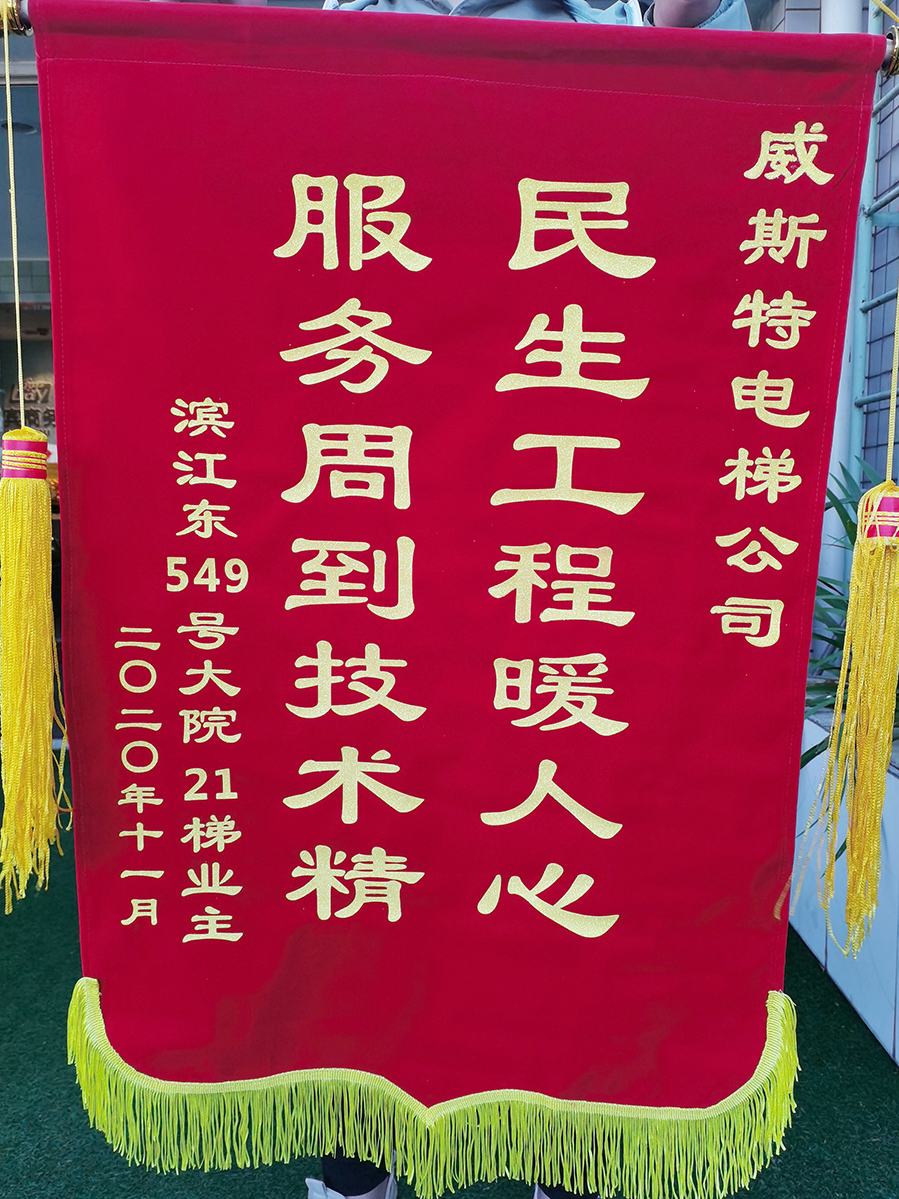 威斯特电梯公司
民生工程暖人心
服务周到技术精
滨江东549号大院21梯业主
二〇二〇年十一月